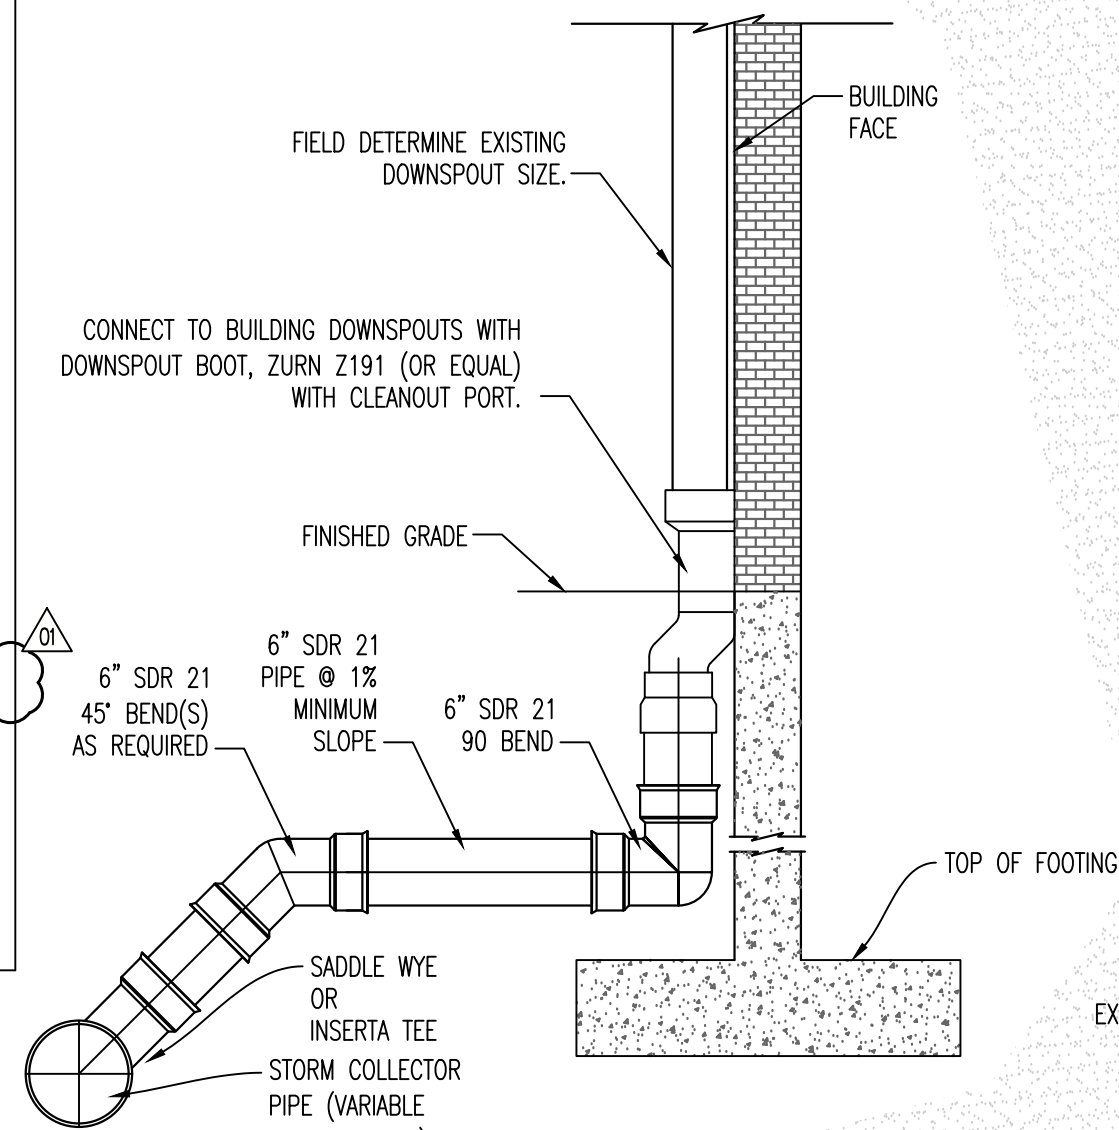 BUILDING
FACE
FIELD DETERMINE EXISTING
DOWNSPOUT SIZE.
CONNECT TO BUILDING DOWNSPOUTS WITH
DOWNSPOUT BOOT, ZURN Z191 (OR EQUAL)
WITH CLEANOUT PORT.
FINISHED GRADE
01
6" SDR 21
45° BEND(S)
AS REQUIRED
6" SDR 21
PIPE @ 1%
MINIMUM
SLOPE
6" SDR 21
90 BEND
TOP OF FOOTING
SADDLE WYE
OR
INSERTA TEE
STORM COLLECTOR
PIPE (VARIABLE
EX